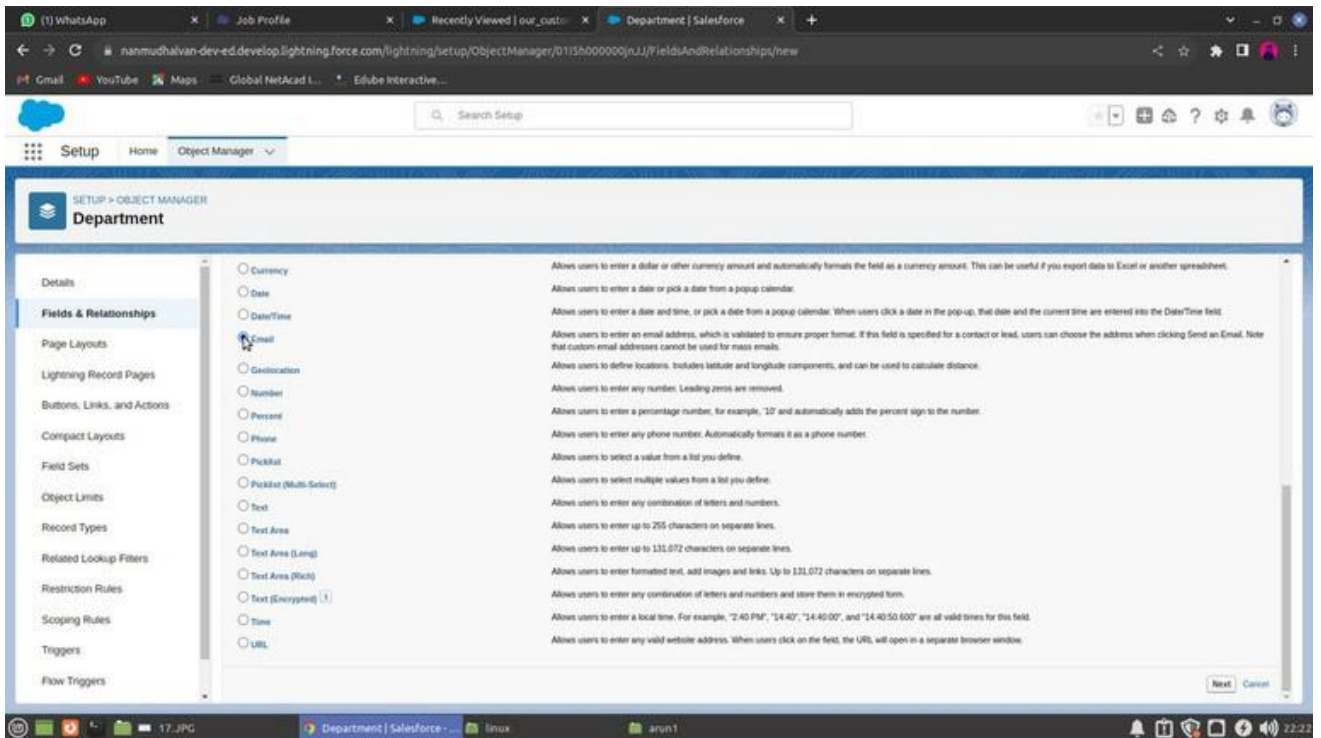 (1) WhatsApp
Job Profile
Recently Viewed | our_custo
Department | Salesforce
nanmudhalvan-dev-ed.develop.lightning.force.com/lightning/setup/ObjectManager/01I5h000000jnJJ/FieldsAndRelationships/new
Gmail YouTube Maps Global NetAcad L... Edube Interactive...
Search Setup
Setup Home Object Manager
SETUP > OBJECT MANAGER
Department
Details
Fields & Relationships
Page Layouts
Lightning Record Pages
Buttons, Links, and Actions
Compact Layouts
Field Sets
Object Limits
Record Types
Related Lookup Filters
Restriction Rules
Scoping Rules
Triggers
Flow Triggers
Currency Allows users to enter a dollar or other currency amount and automatically formats the field as a currency amount. This can be useful if you export data to Excel or another spreadsheet.
Date Allows users to enter a date or pick a date from a popup calendar.
Date/Time Allows users to enter a date and time, or pick a date from a popup calendar. When users click a date in the pop-up, that date and the current time are entered into the Date/Time field.
Email Allows users to enter an email address, which is validated to ensure proper format. If this field is specified for a contact or lead, users can choose the address when clicking Send an Email. Note
that custom email addresses cannot be used for mass emails.
Geolocation Allows users to define locations. Includes latitude and longitude components, and can be used to calculate distance.
Number Allows users to enter any number. Leading zeros are removed.
Percent Allows users to enter a percentage number, for example, '10' and automatically adds the percent sign to the number.
Phone Allows users to enter any phone number. Automatically formats it as a phone number.
Picklist Allows users to select a value from a list you define.
Picklist (Multi-Select) Allows users to select multiple values from a list you define.
Text Allows users to enter any combination of letters and numbers.
Text Area Allows users to enter up to 255 characters on separate lines.
Text Area (Long) Allows users to enter up to 131,072 characters on separate lines.
Text Area (Rich) Allows users to enter formatted text, add images and links. Up to 131,072 characters on separate lines.
Text (Encrypted) Allows users to enter any combination of letters and numbers and store them in encrypted form.
Time Allows users to enter a local time. For example, "2:40 PM", "14:40", "14:40:00", and "14:40:50.600" are all valid times for this field.
URL Allows users to enter any valid website address. When users click on the field, the URL will open in a separate browser window.
Next Cancel
17.JPG
Department | Salesforce - ...
linux
arun1
22:22